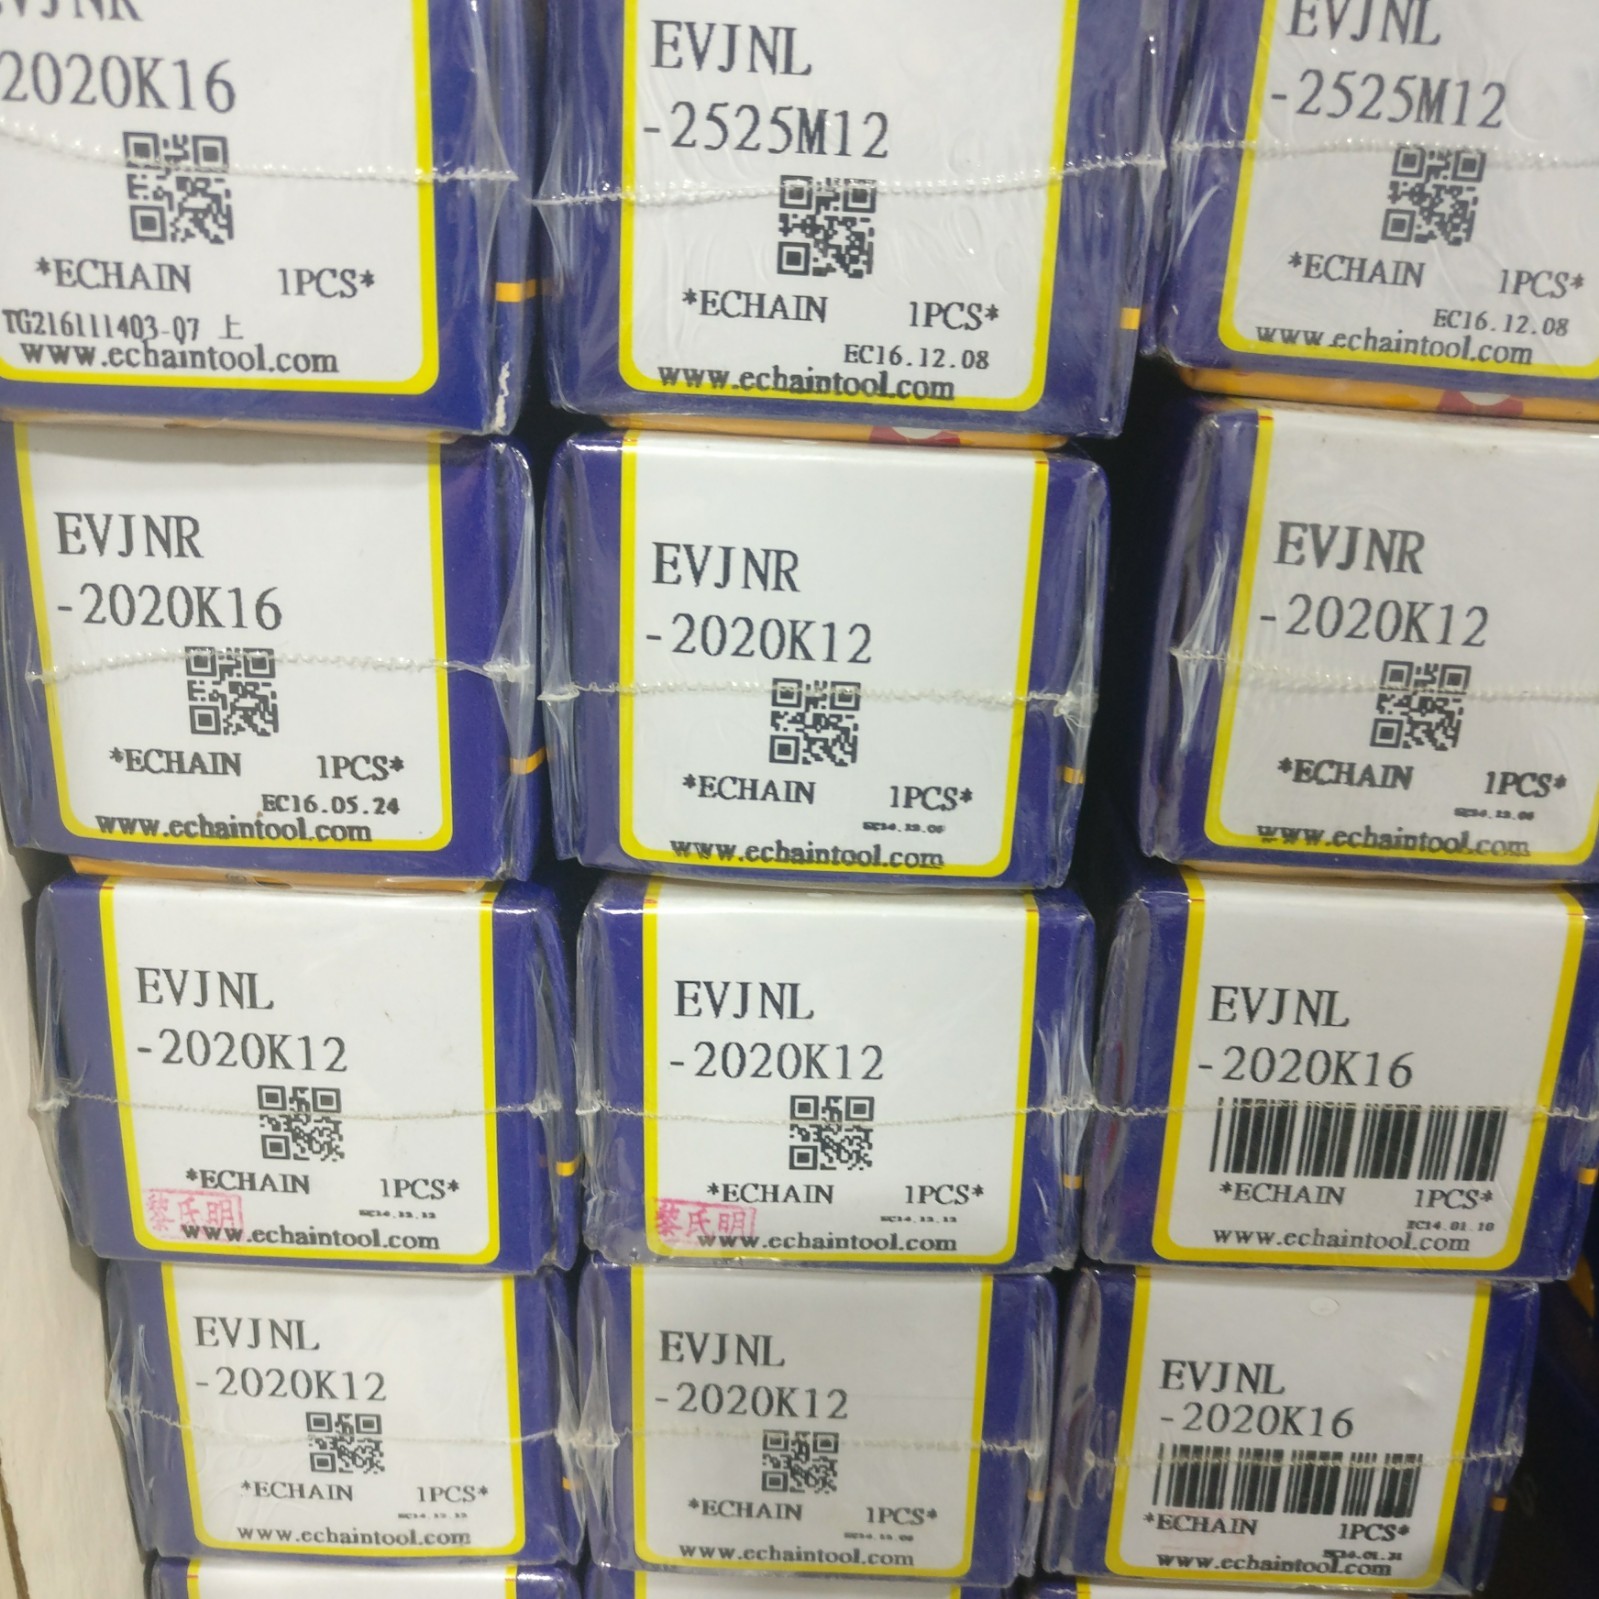 EVJNR
2020K16
*ECHAIN 1PCS*
TG216111403-07 上
www.echaintool.com
EVJNL
-2525M12
*ECHAIN 1PCS*
EC16.12.08
www.echaintool.com
EVJNL
-2525M12
*ECHAIN 1PCS*
EC16.12.08
www.echaintool.com
EVJNR
-2020K16
*ECHAIN 1PCS*
EC16.05.24
www.echaintool.com
EVJNR
-2020K12
*ECHAIN 1PCS*
www.echaintool.com
EVJNR
-2020K12
*ECHAIN 1PCS*
www.echaintool.com
EVJNL
-2020K12
*ECHAIN 1PCS*
黎氏明
www.echaintool.com
EVJNL
-2020K12
*ECHAIN 1PCS*
黎氏明
www.echaintool.com
EVJNL
-2020K16
*ECHAIN 1PCS*
EC14.01.10
www.echaintool.com
EVJNL
-2020K12
*ECHAIN 1PCS*
www.echaintool.com
EVJNL
-2020K12
*ECHAIN 1PCS*
www.echaintool.com
EVJNL
-2020K16
*ECHAIN 1PCS*
www.echaintool.com